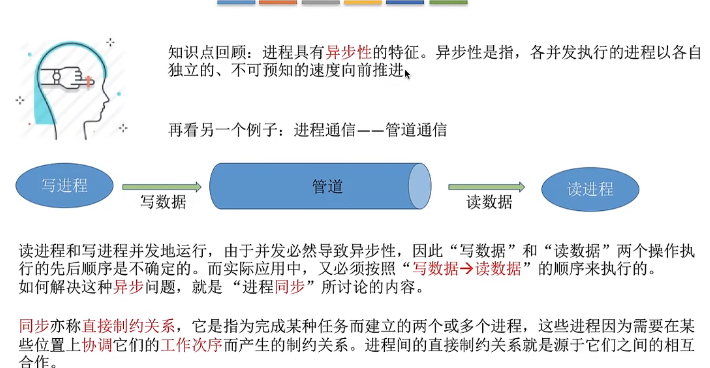 知识点回顾：进程具有异步性的特征。异步性是指，各并发执行的进程以各自
独立的、不可预知的速度向前推进。
再看另一个例子：进程通信——管道通信
写进程
写数据
管道
读数据
读进程
读进程和写进程并发地运行，由于并发必然导致异步性，因此“写数据”和“读数据”两个操作执
行的先后顺序是不确定的。而实际应用中，又必须按照“写数据→读数据”的顺序来执行的。
如何解决这种异步问题，就是“进程同步”所讨论的内容。
同步亦称直接制约关系，它是指为完成某种任务而建立的两个或多个进程，这些进程因为需要在某
些位置上协调它们的工作次序而产生的制约关系。进程间的直接制约关系就是源于它们之间的相互
合作。